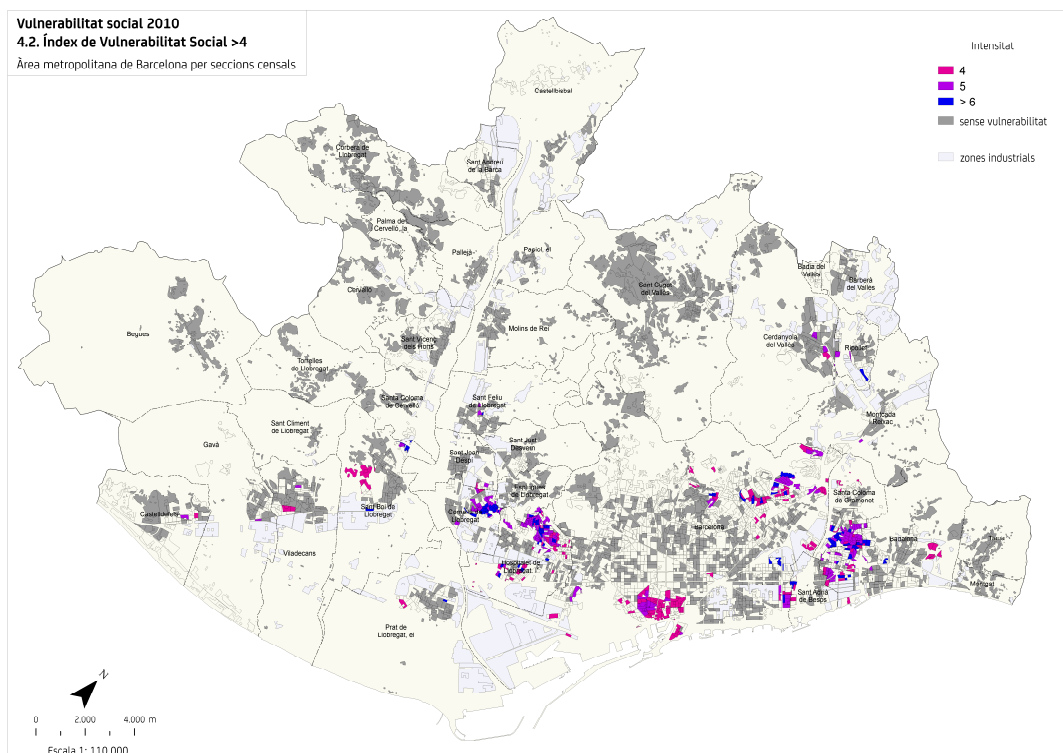 Vulnerabilitat social 2010
4.2. Índex de Vulnerabilitat Social >4
Àrea metropolitana de Barcelona per seccions censals
Intensitat
4
5
> 6
sense vulnerabilitat
zones industrials
Castellbisbal
Corbera de
Llobregat
Sant Andreu
de la Barca
Palma de
Cervelló, la
Pallejà
Papiol, el
Sant Cugat
del Vallès
Badia del
Vallès
Barberà
del Vallès
Cervelló
Begues
Molins de Rei
Sant Vicenç
dels Horts
Cerdanyola
del Vallès
Ripollet
Torrelles
de Llobregat
Santa Coloma
de Cervelló
Sant Feliu
de Llobregat
Montcada
i Reixac
Sant Climent
de Llobregat
Gavà
Sant Just
Desvern
Sant Joan
Despí
Esplugues
de Llobregat
Santa Coloma
de Gramenet
Castelldefels
Sant Boi de
Llobregat
Cornellà de
Llobregat
Barcelona
Badalona
Tiana
Viladecans
Hospitalet de
Llobregat, l'
Montgat
Sant Adrià
de Besòs
Prat de
Llobregat, el
N
0 2.000 4.000 m
Escala 1: 110.000